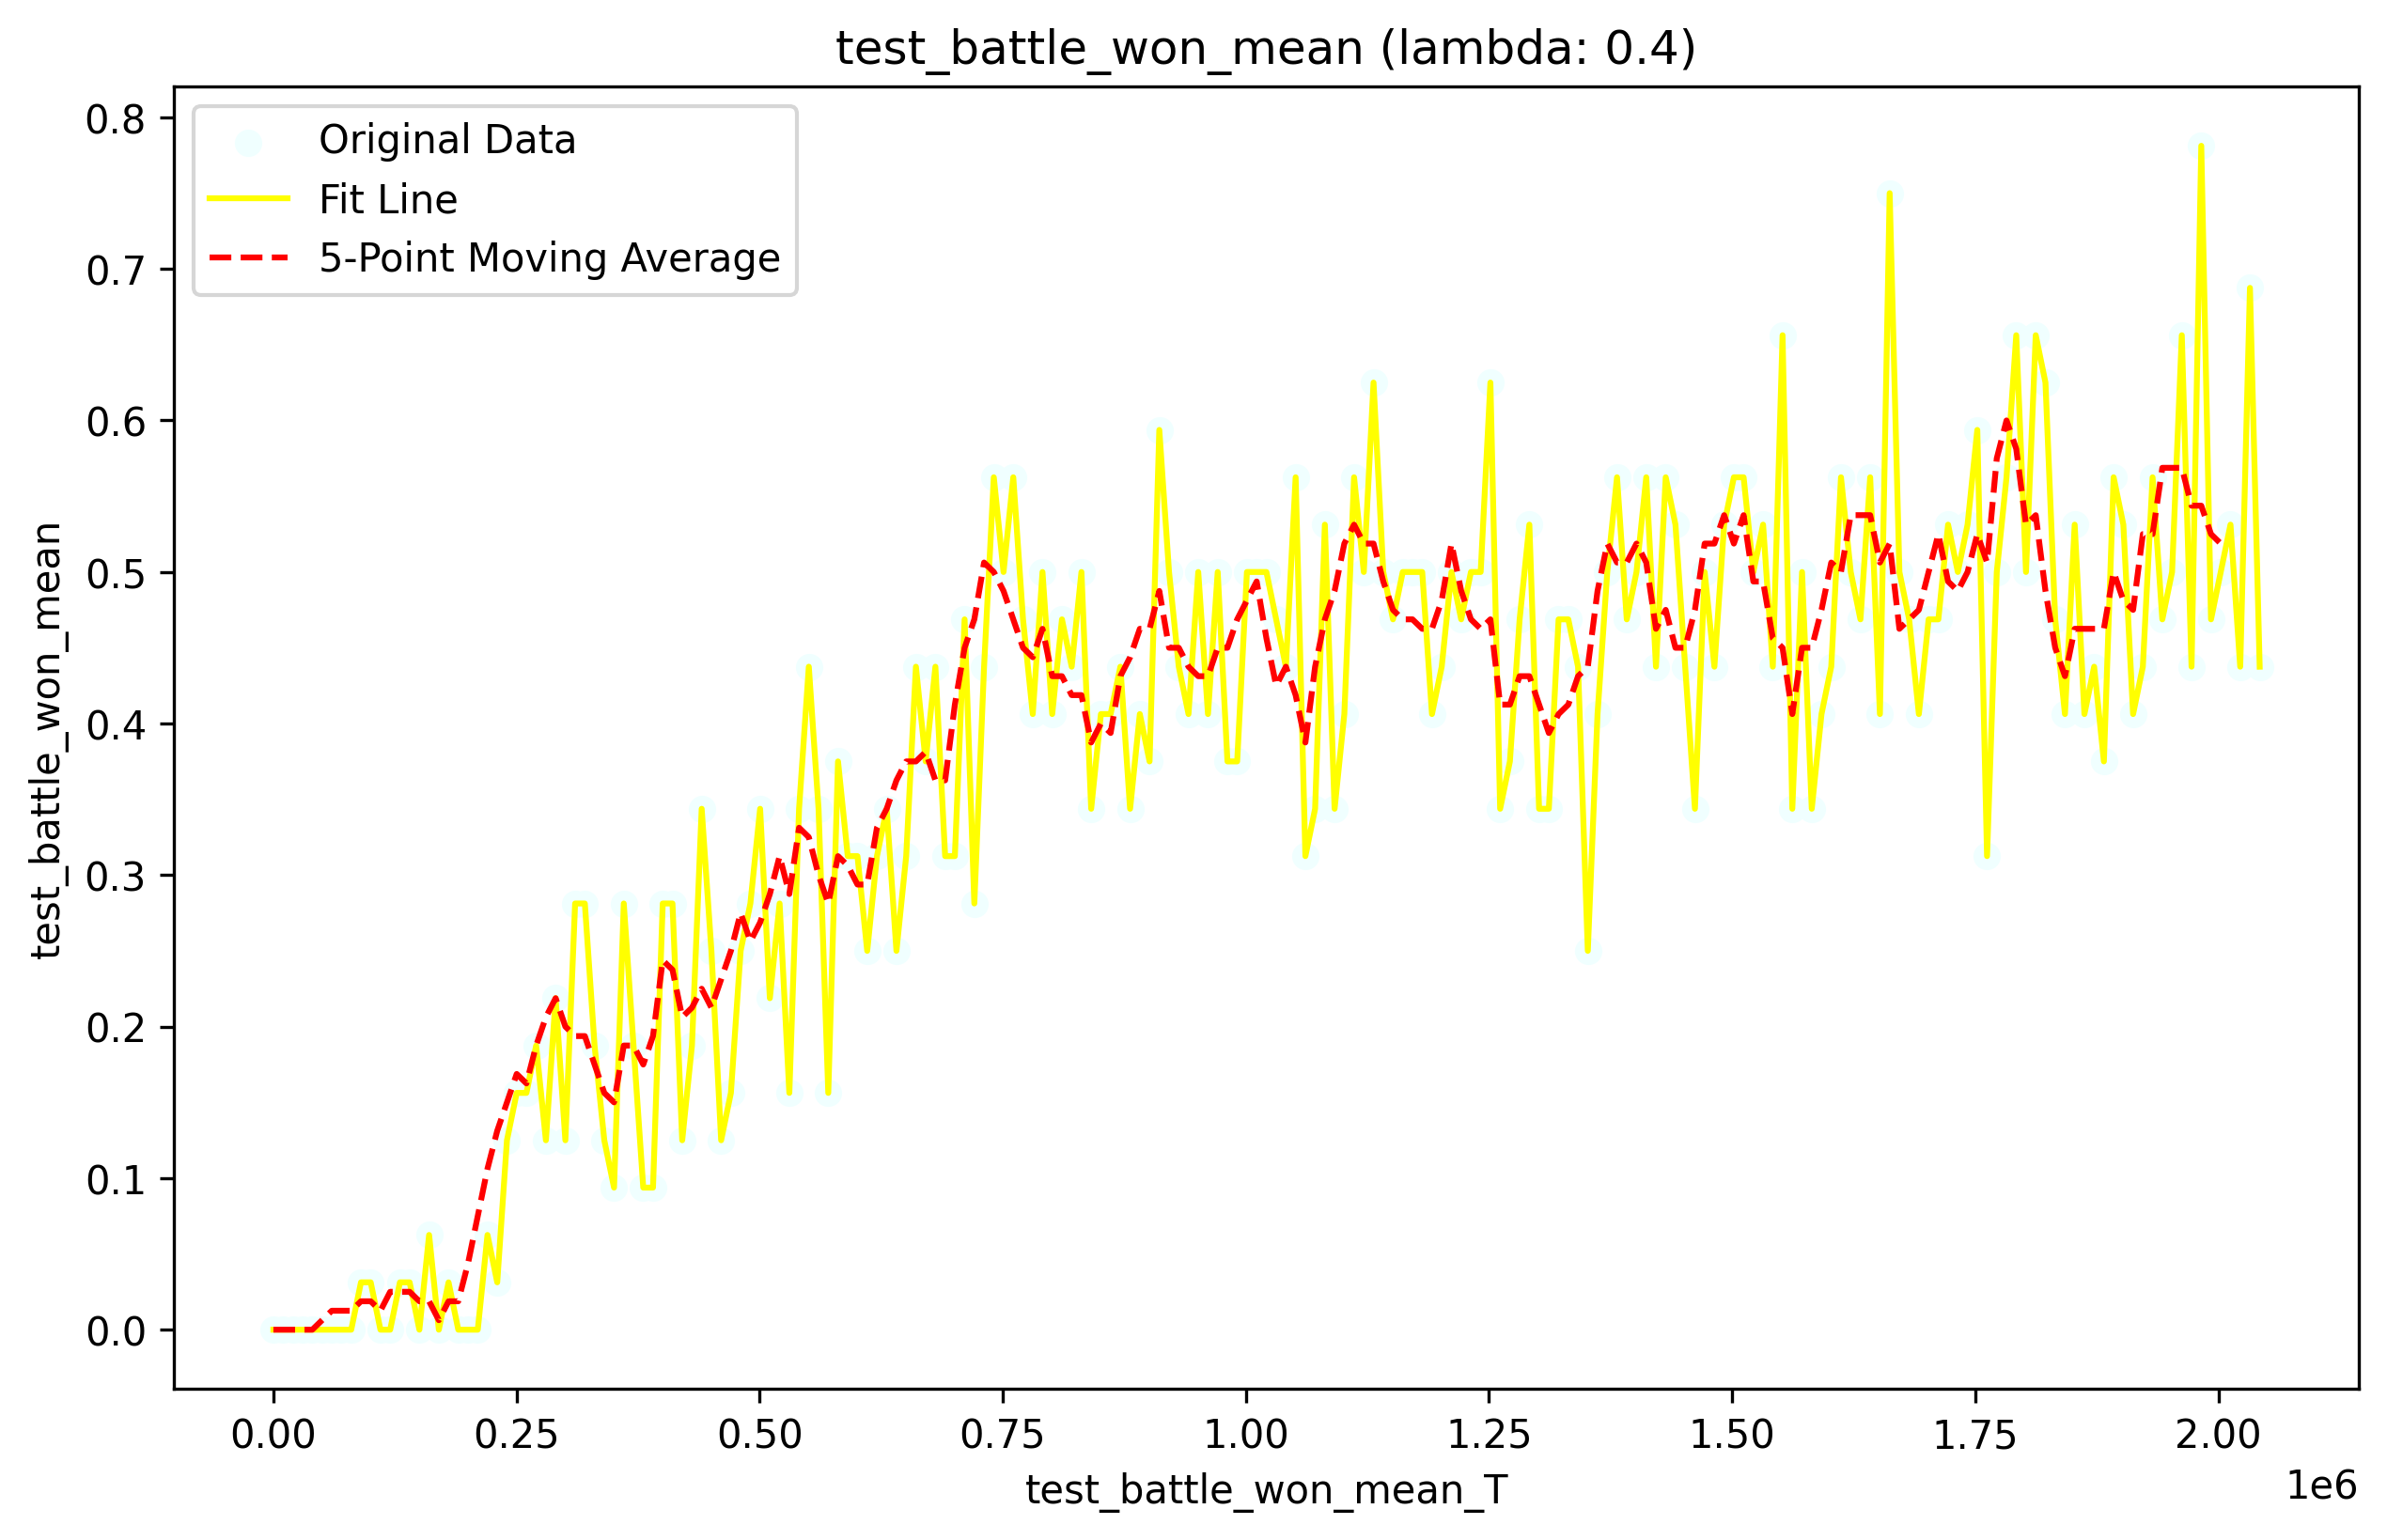 test_battle_won_mean (lambda: 0.4)
Original Data
Fit Line
5-Point Moving Average
test_battle_won_mean
0.8
0.7
0.6
0.5
0.4
0.3
0.2
0.1
0.0
0.00 0.25 0.50 0.75 1.00 1.25 1.50 1.75 2.00
1e6
test_battle_won_mean_T